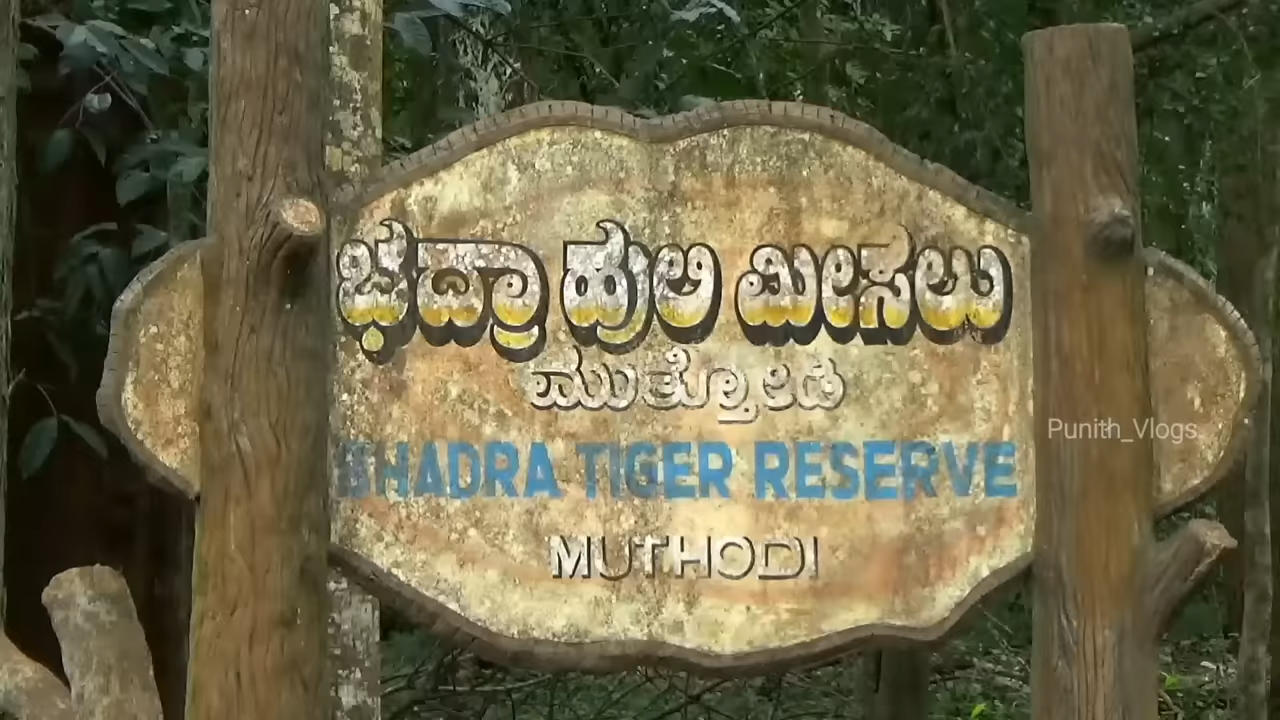 ಭದ್ರಾ ಹುಲಿ ಮೀಸಲು
ಮುತ್ತೋಡಿ
BHADRA TIGER RESERVE
Punith_Vlogs
MUTHODI